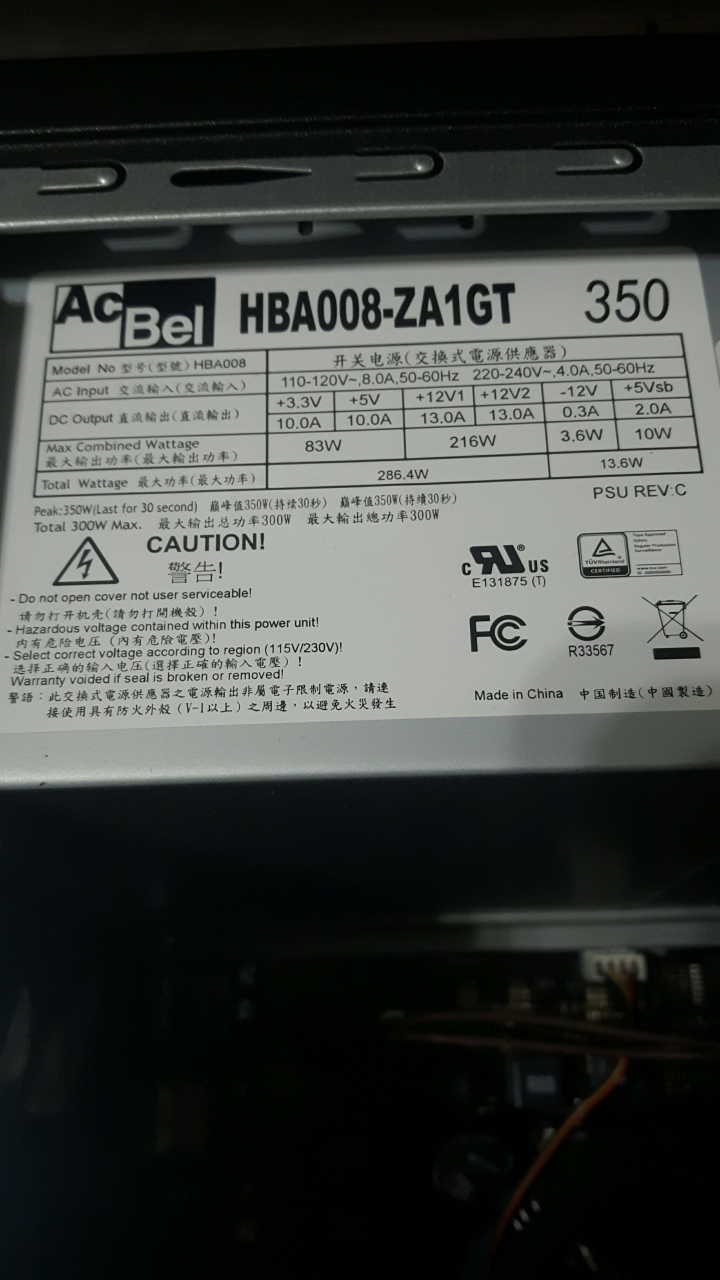 AcBel HBA008-ZA1GT 350
Model No 型号(型號) HBA008 开关电源(交换式電源供應器)
AC Input 交流输入(交流輸入) 110-120V~,8.0A,50-60Hz 220-240V~,4.0A,50-60Hz
DC Output 直流输出(直流輸出) +3.3V +5V +12V1 +12V2 -12V +5Vsb
10.0A 10.0A 13.0A 13.0A 0.3A 2.0A
Max Combined Wattage
最大输出功率(最大輸出功率) 83W 216W 3.6W 10W
Total Wattage 最大功率(最大功率) 286.4W 13.6W
Peak:350W(Last for 30 second) 巅峰值350W(持续30秒) 巔峰值350W(持續30秒) PSU REV:C
Total 300W Max. 最大输出总功率300W 最大輸出總功率300W
CAUTION!
警告!
- Do not open cover not user serviceable!
请勿打开机壳(請勿打開機殼)!
- Hazardous voltage contained within this power unit!
内有危险电压(內有危險電壓)!
- Select correct voltage according to region (115V/230V)!
选择正确的输入电压(選擇正確的輸入電壓)!
Warranty voided if seal is broken or removed!
警語:此交換式電源供應器之電源輸出非屬電子限制電源,請連
接使用具有防火外殼(V-1以上)之周邊,以避免火災發生
c RU ® US
E131875 (T)
TÜVRheinland
CERTIFIED
Type Approved
Safety
Regular Production
Surveillance
www.tuv.com
FC
R33567
Made in China 中国制造(中國製造)